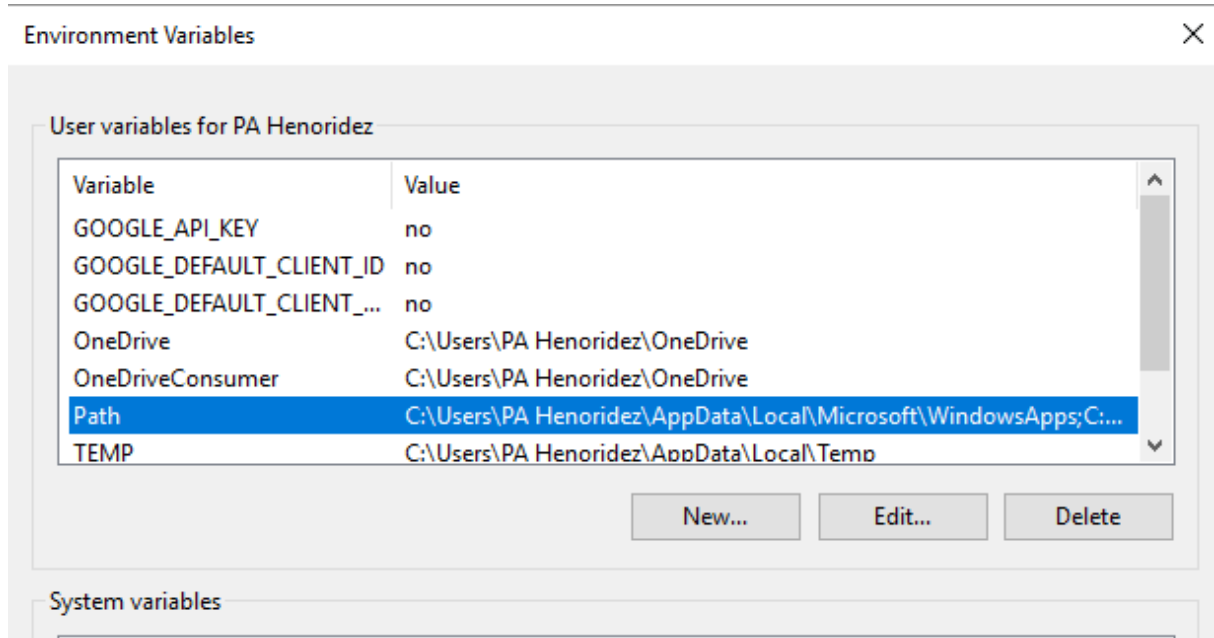 Environment Variables
User variables for PA Henoridez
Variable Value
GOOGLE_API_KEY no
GOOGLE_DEFAULT_CLIENT_ID no
GOOGLE_DEFAULT_CLIENT_... no
OneDrive C:\Users\PA Henoridez\OneDrive
OneDriveConsumer C:\Users\PA Henoridez\OneDrive
Path C:\Users\PA Henoridez\AppData\Local\Microsoft\WindowsApps;C:...
TEMP C:\Users\PA Henoridez\AppData\Local\Temp
New... Edit... Delete
System variables